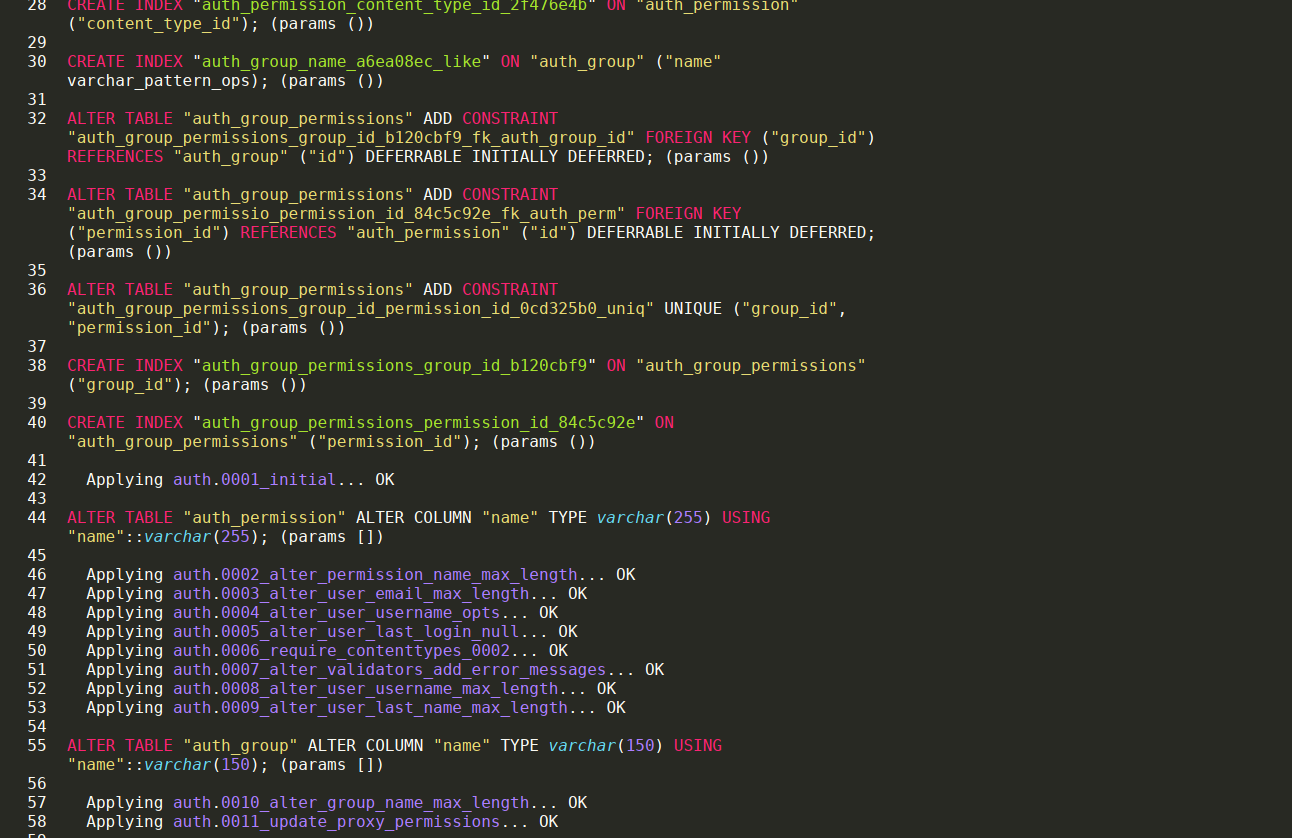 28 CREATE INDEX "auth_permission_content_type_id_2f476e4b" ON "auth_permission"
("content_type_id"); (params ())
29
30 CREATE INDEX "auth_group_name_a6ea08ec_like" ON "auth_group" ("name"
varchar_pattern_ops); (params ())
31
32 ALTER TABLE "auth_group_permissions" ADD CONSTRAINT
"auth_group_permissions_group_id_b120cbf9_fk_auth_group_id" FOREIGN KEY ("group_id")
REFERENCES "auth_group" ("id") DEFERRABLE INITIALLY DEFERRED; (params ())
33
34 ALTER TABLE "auth_group_permissions" ADD CONSTRAINT
"auth_group_permissio_permission_id_84c5c92e_fk_auth_perm" FOREIGN KEY
("permission_id") REFERENCES "auth_permission" ("id") DEFERRABLE INITIALLY DEFERRED;
(params ())
35
36 ALTER TABLE "auth_group_permissions" ADD CONSTRAINT
"auth_group_permissions_group_id_permission_id_0cd325b0_uniq" UNIQUE ("group_id",
"permission_id"); (params ())
37
38 CREATE INDEX "auth_group_permissions_group_id_b120cbf9" ON "auth_group_permissions"
("group_id"); (params ())
39
40 CREATE INDEX "auth_group_permissions_permission_id_84c5c92e" ON
"auth_group_permissions" ("permission_id"); (params ())
41
42 Applying auth.0001_initial... OK
43
44 ALTER TABLE "auth_permission" ALTER COLUMN "name" TYPE varchar(255) USING
"name"::varchar(255); (params [])
45
46 Applying auth.0002_alter_permission_name_max_length... OK
47 Applying auth.0003_alter_user_email_max_length... OK
48 Applying auth.0004_alter_user_username_opts... OK
49 Applying auth.0005_alter_user_last_login_null... OK
50 Applying auth.0006_require_contenttypes_0002... OK
51 Applying auth.0007_alter_validators_add_error_messages... OK
52 Applying auth.0008_alter_user_username_max_length... OK
53 Applying auth.0009_alter_user_last_name_max_length... OK
54
55 ALTER TABLE "auth_group" ALTER COLUMN "name" TYPE varchar(150) USING
"name"::varchar(150); (params [])
56
57 Applying auth.0010_alter_group_name_max_length... OK
58 Applying auth.0011_update_proxy_permissions... OK